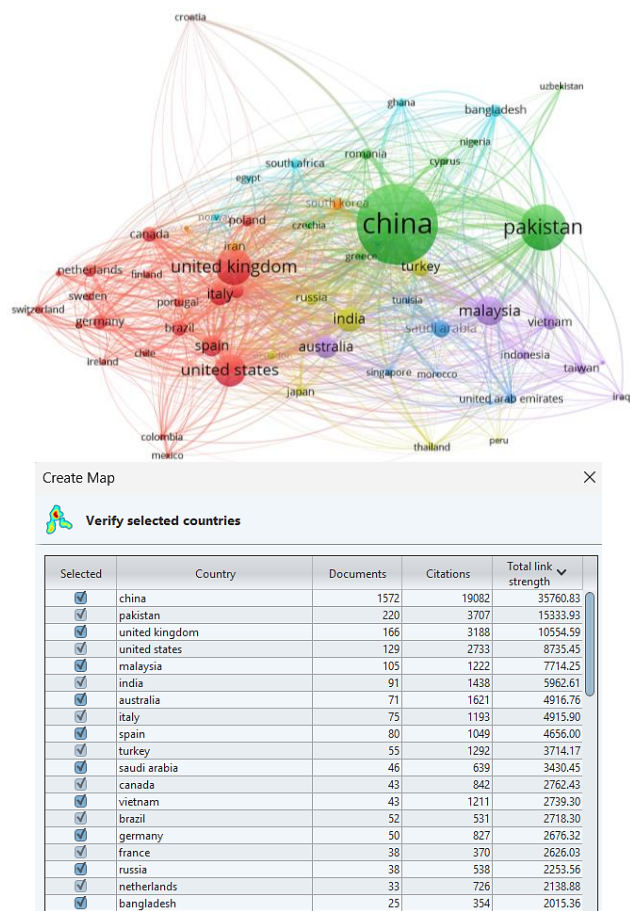 croatia
uzbekistan
ghana
bangladesh
nigeria
romania
cyprus
south africa
egypt
south korea
norway
poland
china
pakistan
czechia
canada
iran
greece
united kingdom
turkey
netherlands
finland
italy
sweden
russia
tunisia
portugal
switzerland
malaysia
germany
india
vietnam
brazil
saudi arabia
spain
australia
chile
indonesia
ireland
united states
singapore
morocco
taiwan
japan
united arab emirates
iraq
colombia
peru
thailand
mexico
Create Map
Verify selected countries
Selected Country Documents Citations Total link strength
china 1572 19082 35760.83
pakistan 220 3707 15333.93
united kingdom 166 3188 10554.59
united states 129 2733 8735.45
malaysia 105 1222 7714.25
india 91 1438 5962.61
australia 71 1621 4916.76
italy 75 1193 4915.90
spain 80 1049 4656.00
turkey 55 1292 3714.17
saudi arabia 46 639 3430.45
canada 43 842 2762.43
vietnam 43 1211 2739.30
brazil 52 531 2718.30
germany 50 827 2676.32
france 38 370 2626.03
russia 38 538 2253.56
netherlands 33 726 2138.88
bangladesh 25 354 2015.36